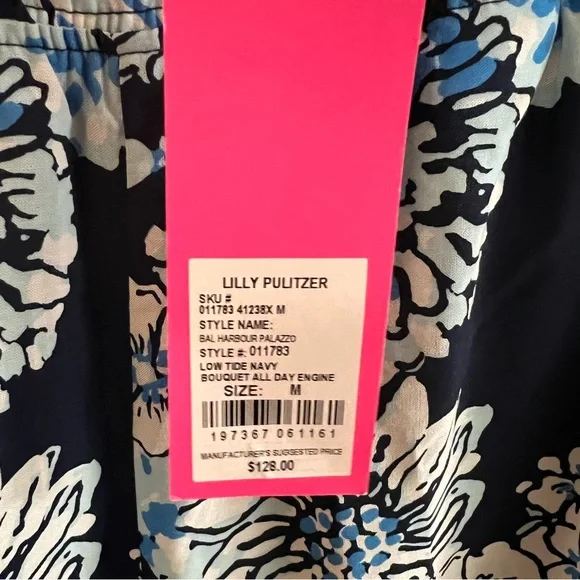 LILLY PULITZER
SKU #
011783 41238X M
STYLE NAME:
BAL HARBOUR PALAZZO
STYLE #: 011783
LOW TIDE NAVY
BOUQUET ALL DAY ENGINE
SIZE: M
197367 061161
MANUFACTURER'S SUGGESTED PRICE
$128.00